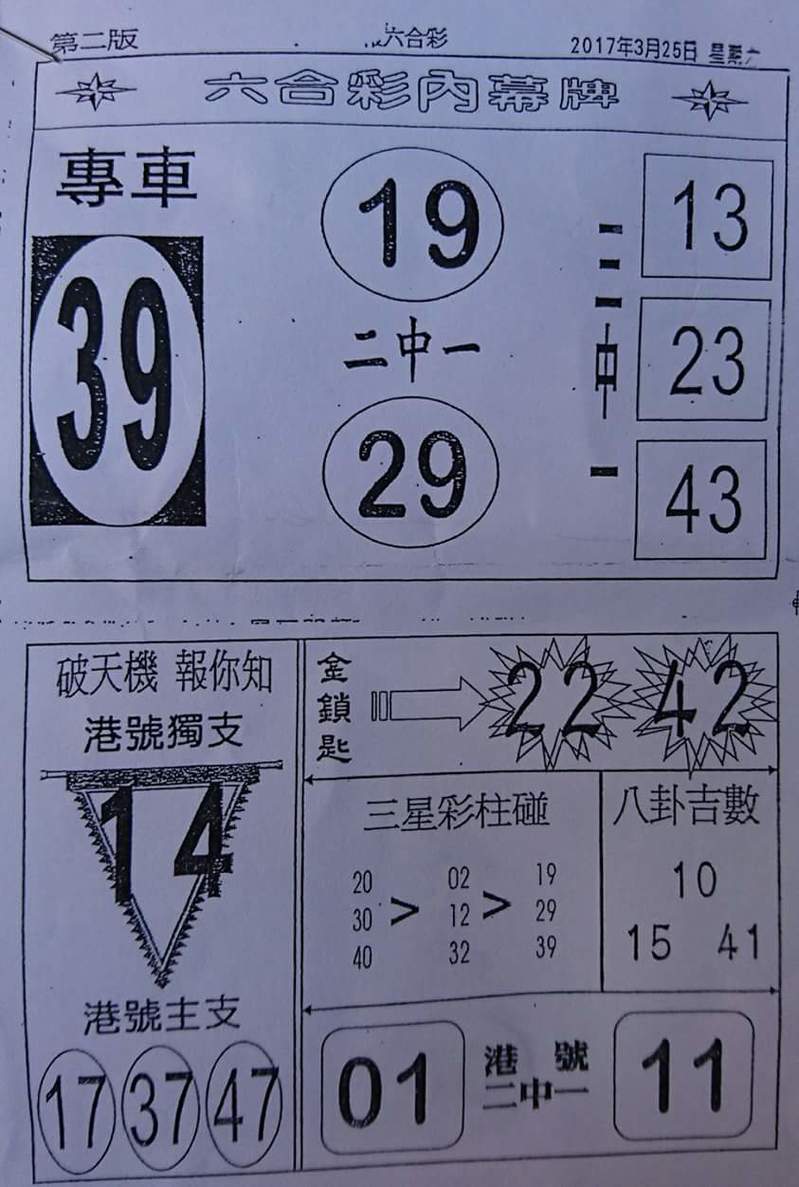 第二版
六合彩
2017年3月25日 星期六
六合彩內幕牌
專車
39
19
二中一
29
三中一
13
23
43
破天機 報你知
港號獨支
14
港號主支
17 37 47
金鎖匙
22 42
三星彩柱碰
20 02 19
30 > 12 > 29
40 32 39
八卦吉數
10
15 41
01
港號
二中一
11